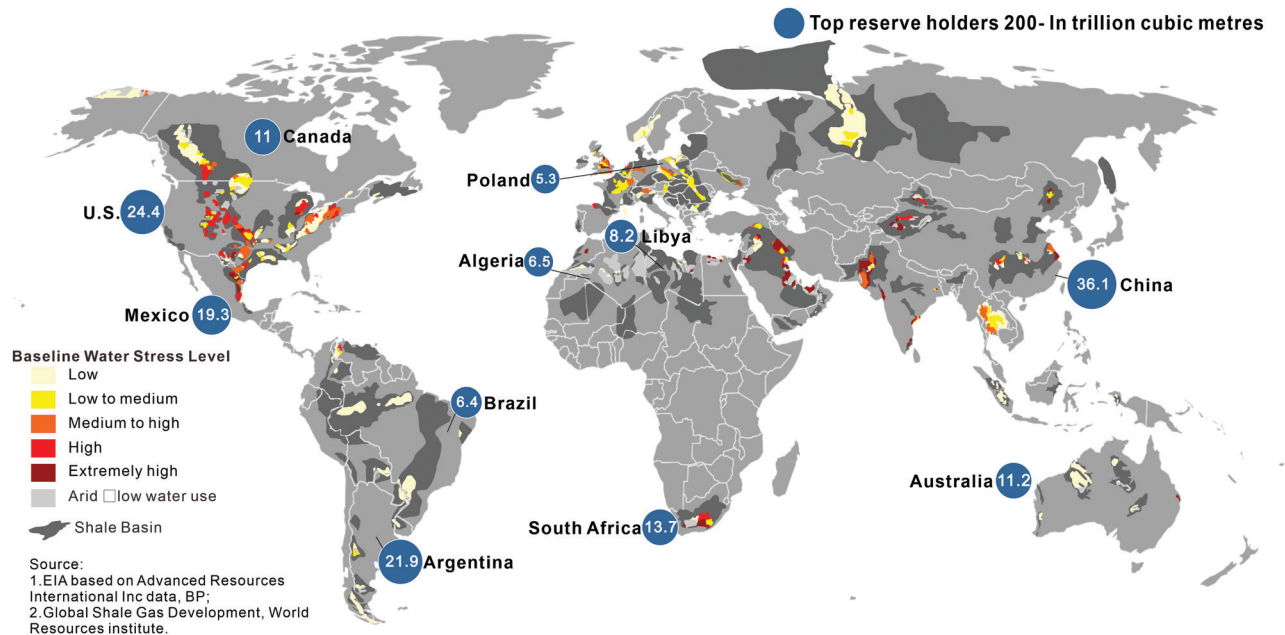 Top reserve holders 200- In trillion cubic metres
11 Canada
Poland 5.3
U.S. 24.4
8.2 Libya
Algeria 6.5
36.1 China
Mexico 19.3
Baseline Water Stress Level
Low
Low to medium
Medium to high
High
Extremely high
Arid □low water use
Shale Basin
6.4 Brazil
Australia 11.2
South Africa 13.7
21.9 Argentina
Source:
1.EIA based on Advanced Resources
International Inc data, BP;
2.Global Shale Gas Development, World
Resources institute.